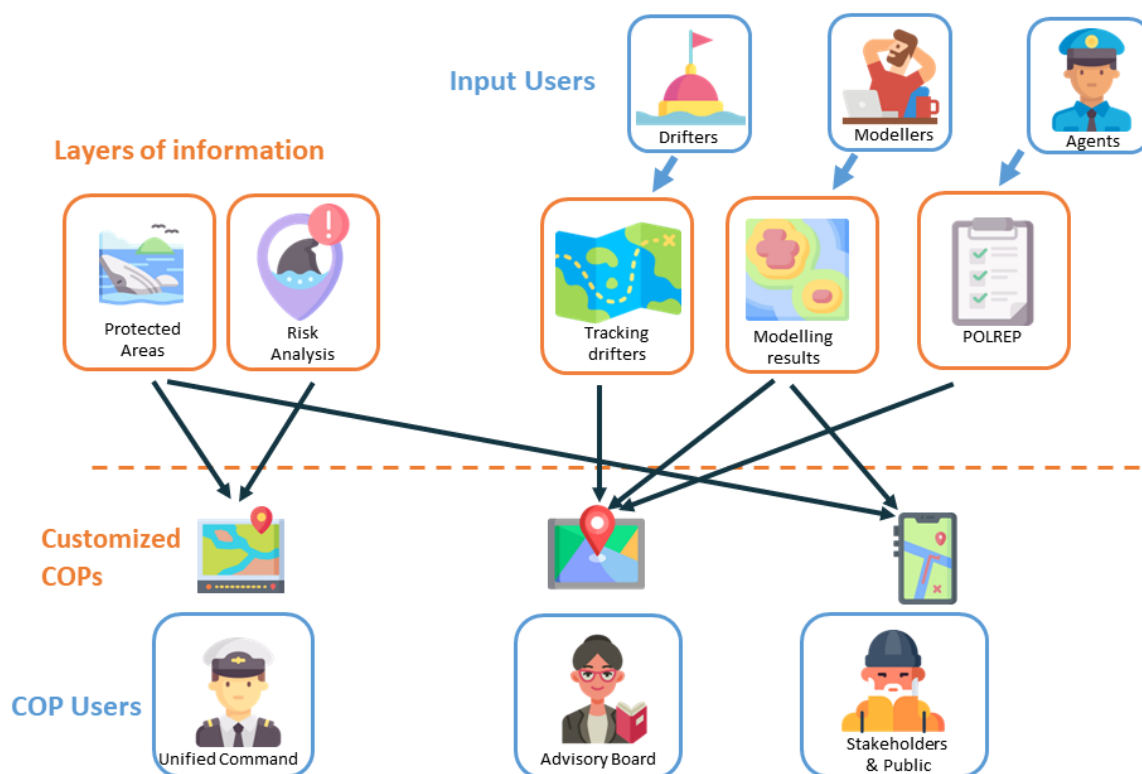 Input Users
Drifters
Modellers
Agents
Layers of information
Protected
Areas
Risk
Analysis
Tracking
drifters
Modelling
results
POLREP
Customized
COPs
COP Users
Unified Command
Advisory Board
Stakeholders
& Public